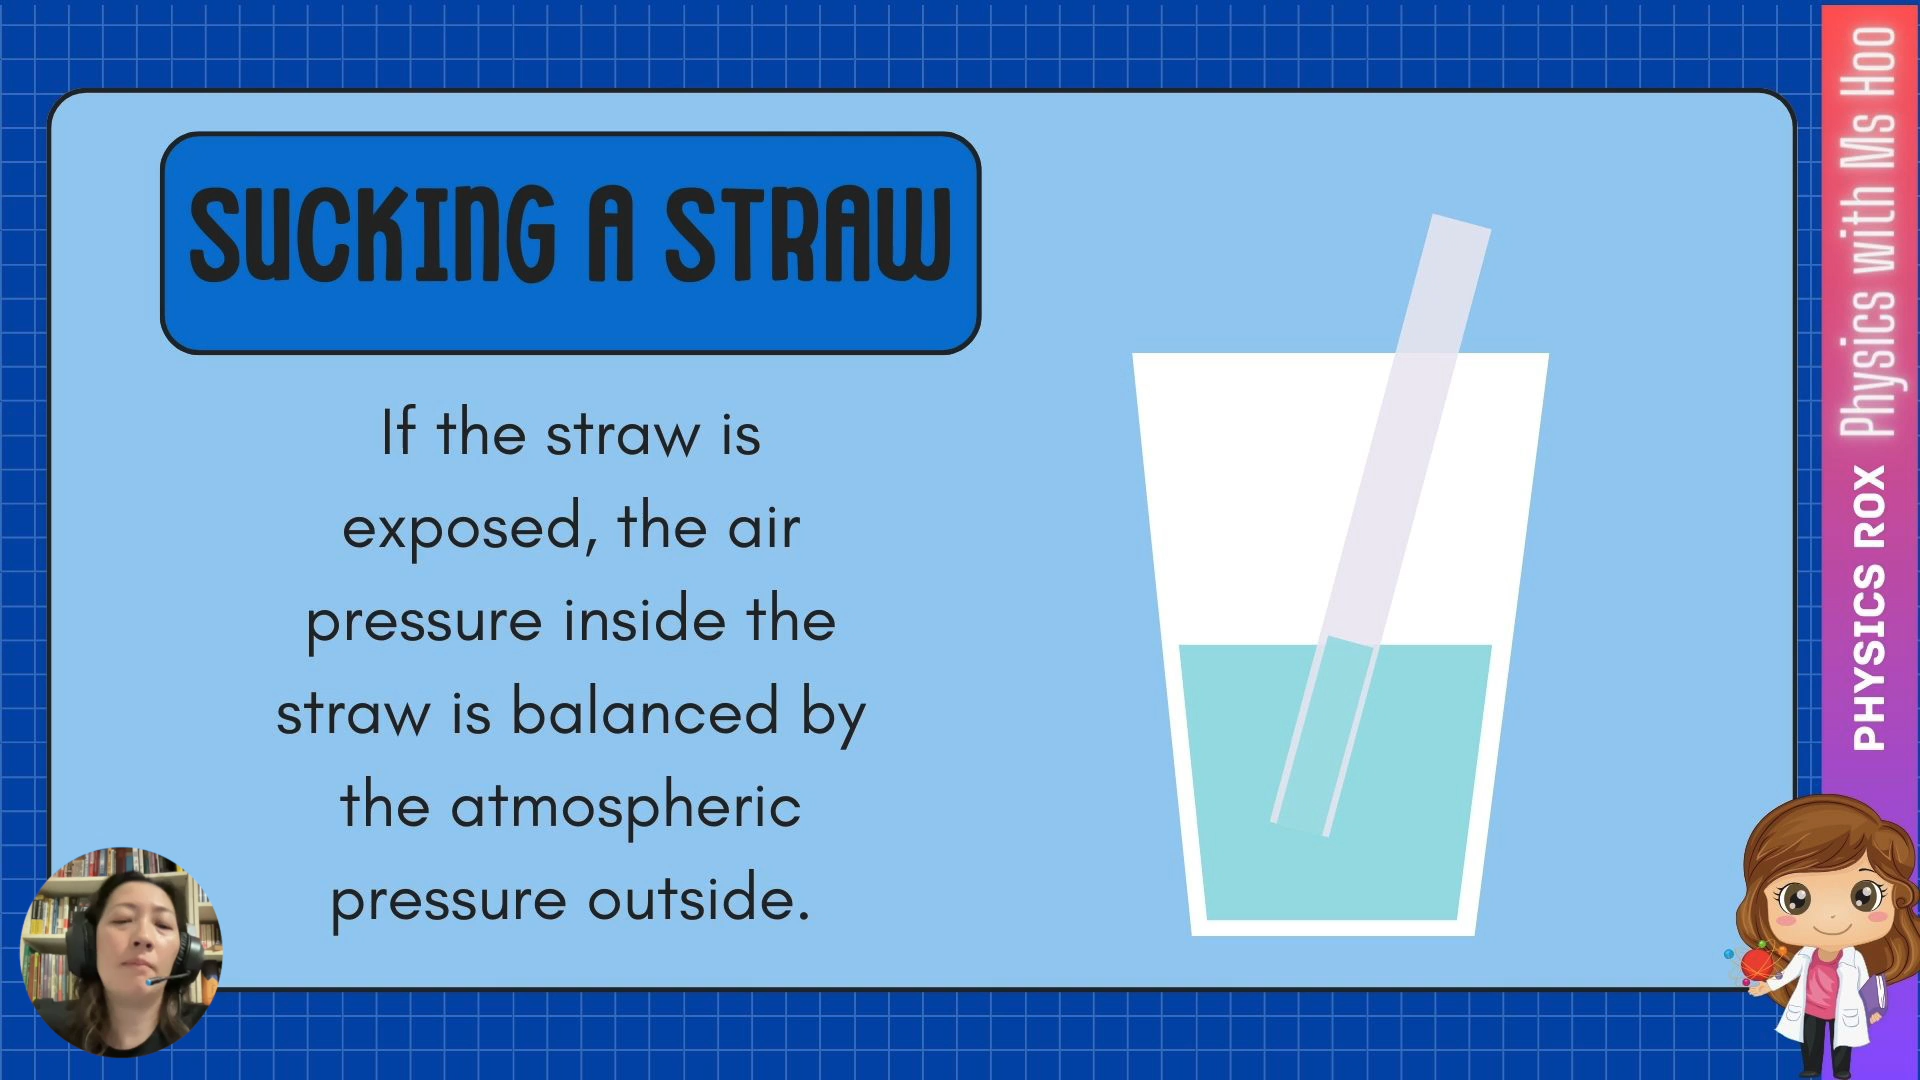 SUCKING A STRAW
If the straw is
exposed, the air
pressure inside the
straw is balanced by
the atmospheric
pressure outside.
PHYSICS ROX Physics with Ms Hoo